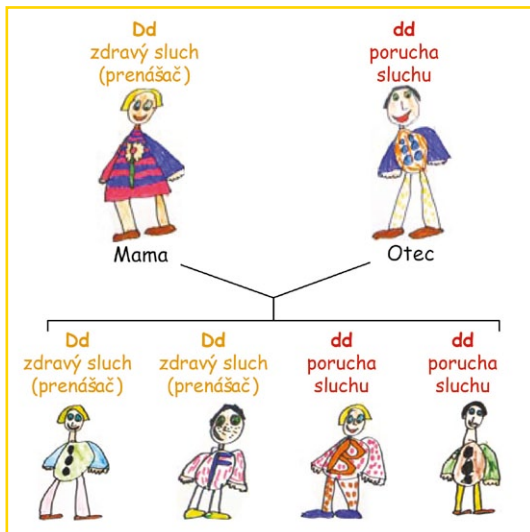 Dd
zdravý sluch
(prenášač)
dd
porucha
sluchu
Mama
Otec
Dd
zdravý sluch
(prenášač)
Dd
zdravý sluch
(prenášač)
dd
porucha
sluchu
dd
porucha
sluchu
F
R